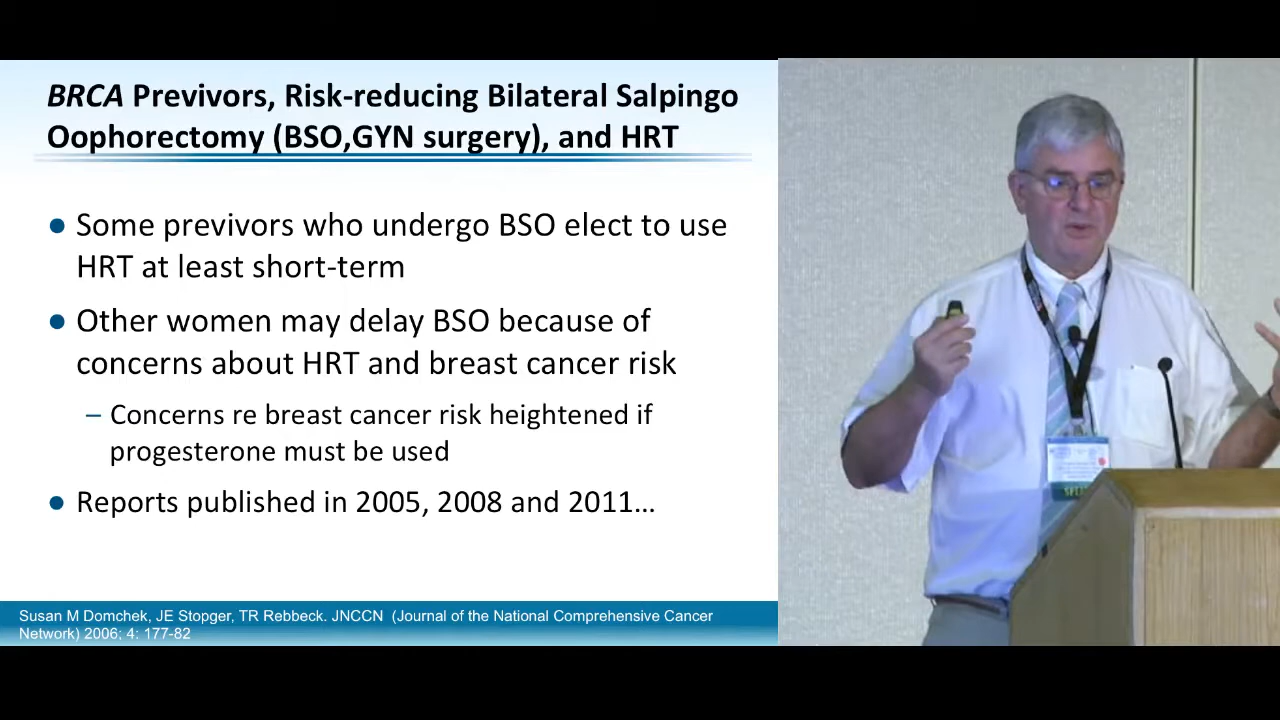 BRCA Previvors, Risk-reducing Bilateral Salpingo
Oophorectomy (BSO,GYN surgery), and HRT
● Some previvors who undergo BSO elect to use
HRT at least short-term
● Other women may delay BSO because of
concerns about HRT and breast cancer risk
– Concerns re breast cancer risk heightened if
progesterone must be used
● Reports published in 2005, 2008 and 2011…
Susan M Domchek, JE Stopger, TR Rebbeck. JNCCN (Journal of the National Comprehensive Cancer
Network) 2006; 4: 177-82